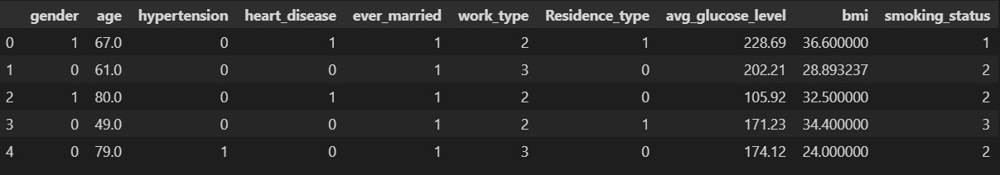 gender age hypertension heart_disease ever_married work_type Residence_type avg_glucose_level bmi smoking_status
0 1 67.0 0 1 1 2 1 228.69 36.600000 1
1 0 61.0 0 0 1 3 0 202.21 28.893237 2
2 1 80.0 0 1 1 2 0 105.92 32.500000 2
3 0 49.0 0 0 1 2 1 171.23 34.400000 3
4 0 79.0 1 0 1 3 0 174.12 24.000000 2